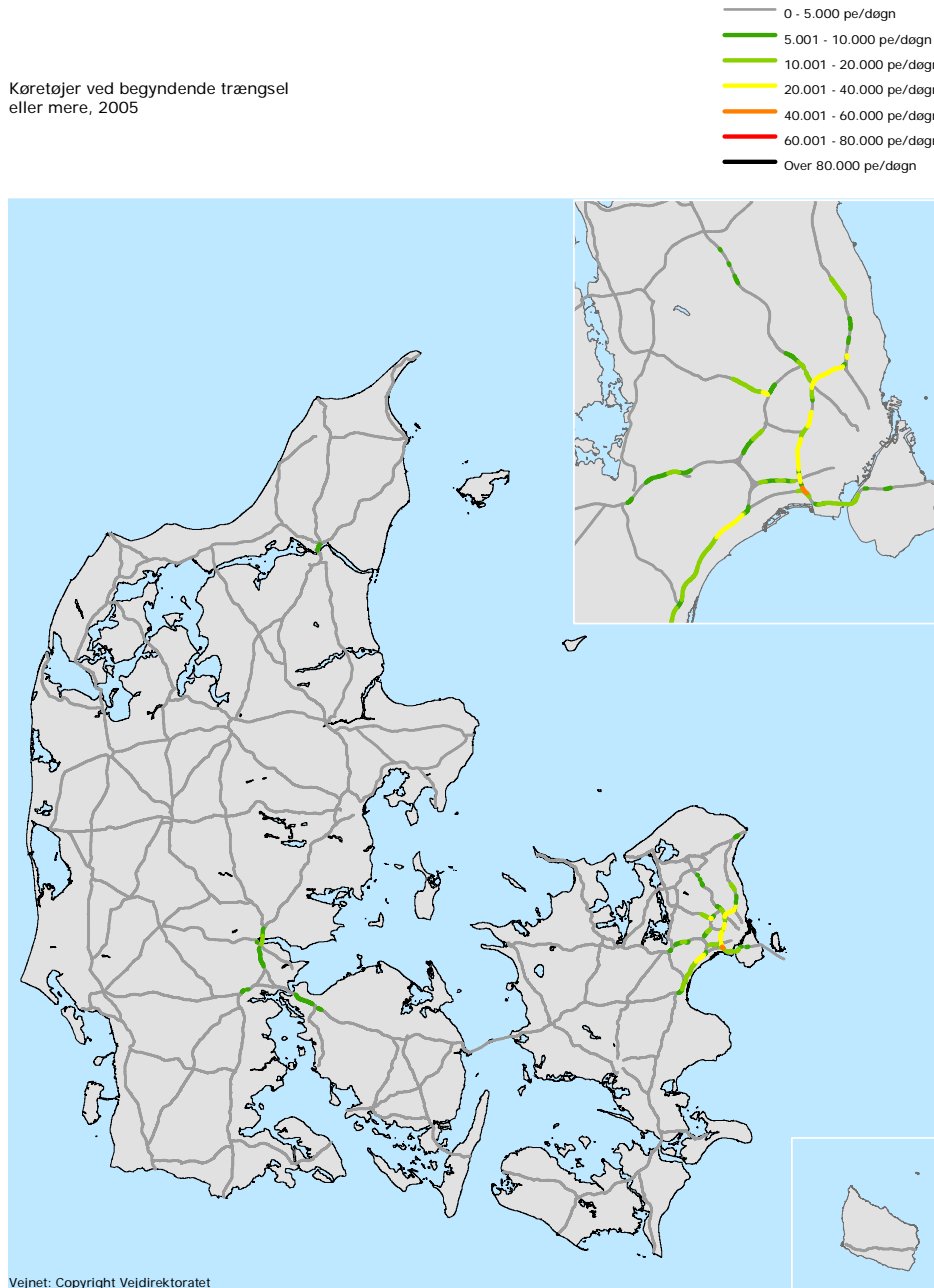 0 - 5.000 pe/døgn
5.001 - 10.000 pe/døgn
10.001 - 20.000 pe/døgn
20.001 - 40.000 pe/døgn
40.001 - 60.000 pe/døgn
60.001 - 80.000 pe/døgn
Over 80.000 pe/døgn
Køretøjer ved begyndende trængsel
eller mere, 2005
Vejnet: Copyright Vejdirektoratet